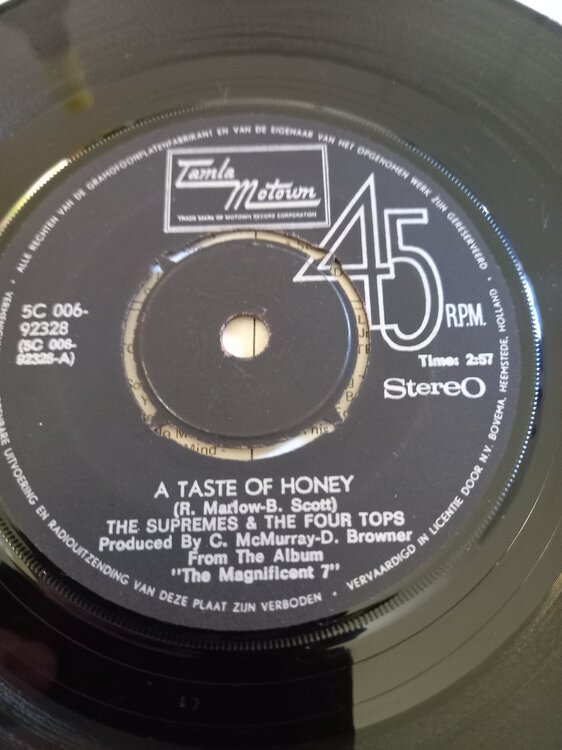 ALLE RECHTEN VAN DE GRAMOFOONPLATENFABRIKANT EN VAN DE EIGENAAR VAN HET OPGENOMEN WERK ZIJN GERESERVEERD
Tamla
Motown
TRADE MARK OF MOTOWN RECORD CORPORATION
45
R.P.M.
5C 006-
92328
(5C 006-
92328-A)
Time: 2:57
Stereo
Mind
A TASTE OF HONEY
(R. Marlow-B. Scott)
THE SUPREMES & THE FOUR TOPS
Produced By C. McMurray-D. Browner
From The Album
"The Magnificent 7"
UITVOERING EN RADIOUITZENDING VAN DEZE PLAAT ZIJN VERBODEN • VERVAARDIGD IN LICENTIE DOOR N.V. BOVEMA, HEEMSTEDE, HOLLAND